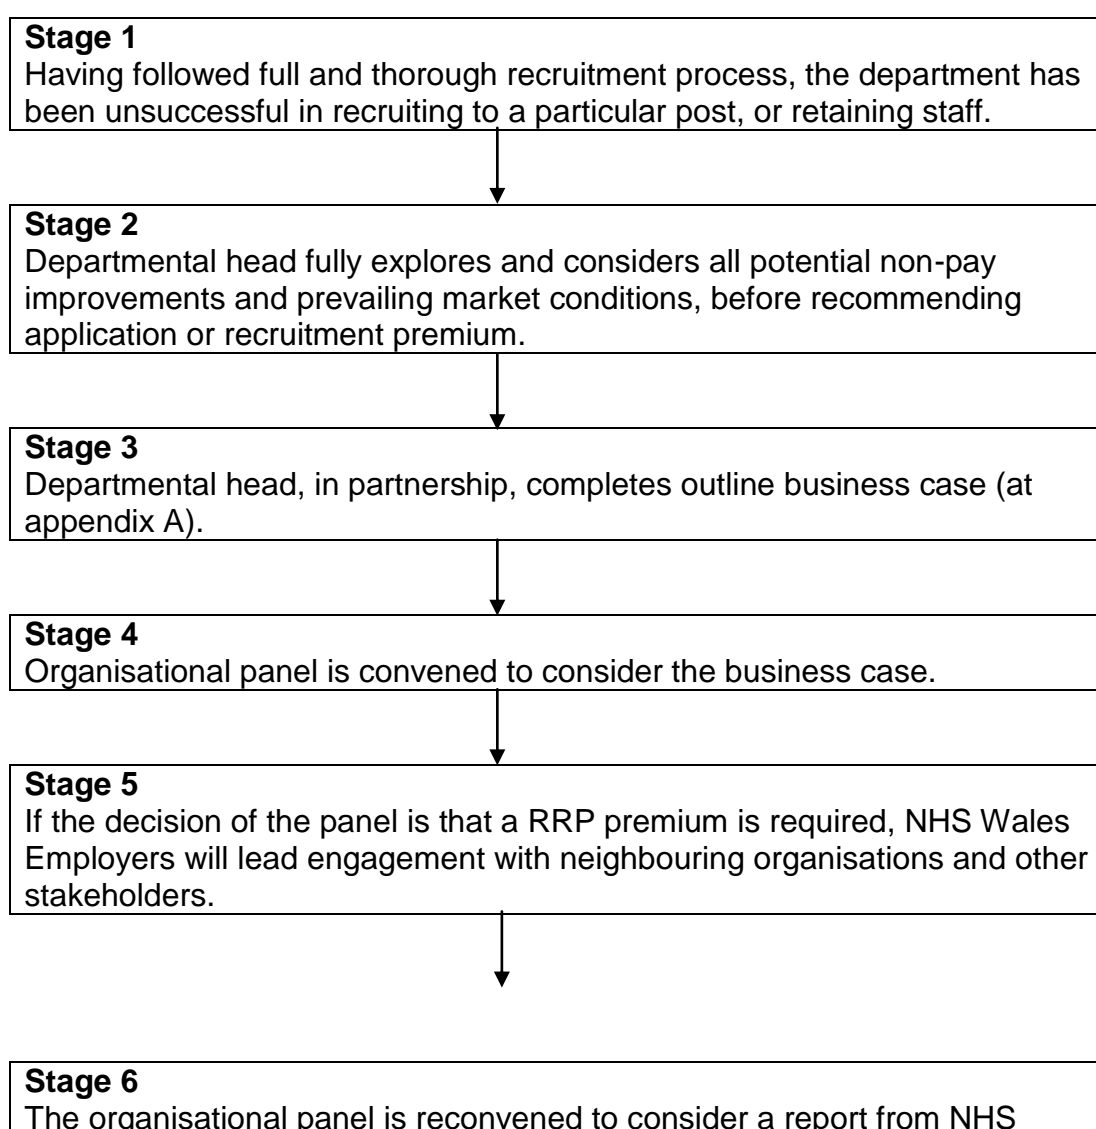 Stage 1
Having followed full and thorough recruitment process, the department has
been unsuccessful in recruiting to a particular post, or retaining staff.
Stage 2
Departmental head fully explores and considers all potential non-pay
improvements and prevailing market conditions, before recommending
application or recruitment premium.
Stage 3
Departmental head, in partnership, completes outline business case (at
appendix A).
Stage 4
Organisational panel is convened to consider the business case.
Stage 5
If the decision of the panel is that a RRP premium is required, NHS Wales
Employers will lead engagement with neighbouring organisations and other
stakeholders.
Stage 6
The organisational panel is reconvened to consider a report from NHS